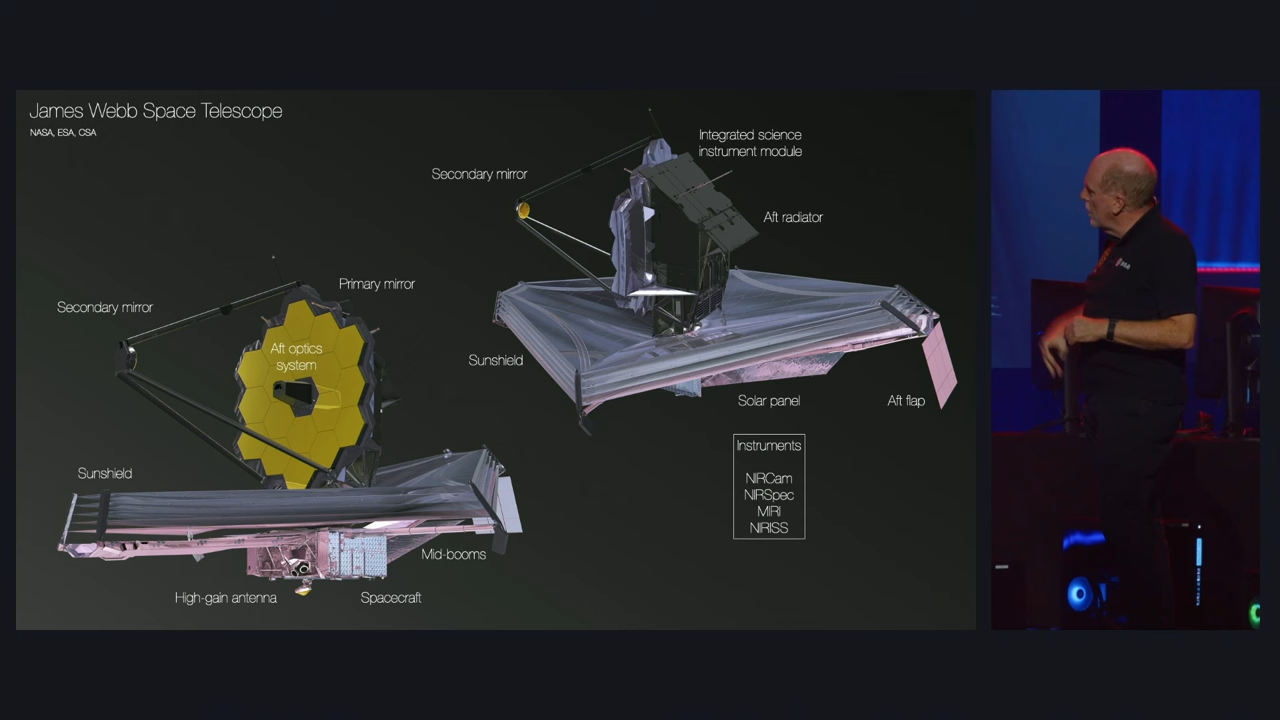 James Webb Space Telescope
NASA, ESA, CSA
Integrated science
instrument module
Secondary mirror
Aft radiator
Primary mirror
Secondary mirror
Aft optics
system
Sunshield
Solar panel
Aft flap
Instruments
NIRCam
NIRSpec
MIRI
NIRISS
Sunshield
Mid-booms
High-gain antenna
Spacecraft
esa